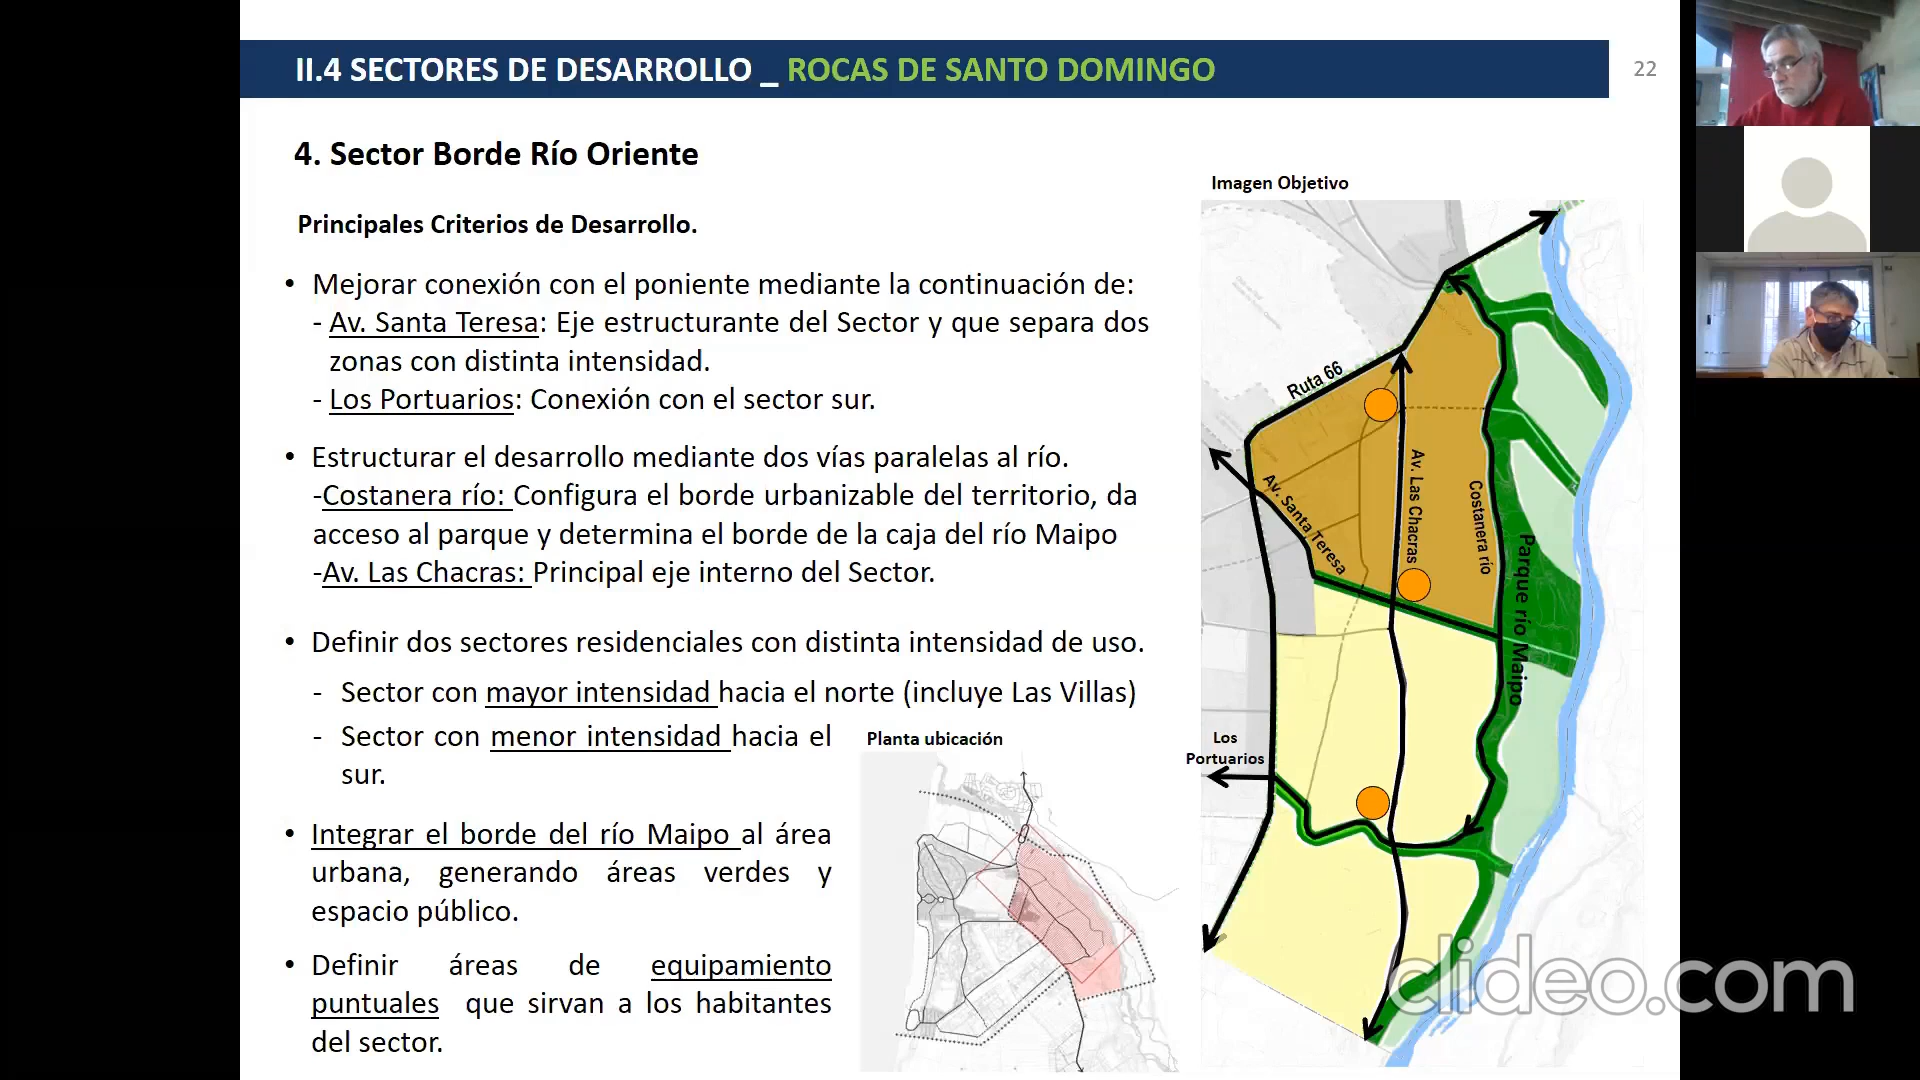 II.4 SECTORES DE DESARROLLO _ ROCAS DE SANTO DOMINGO
22
4. Sector Borde Río Oriente
Principales Criterios de Desarrollo.
• Mejorar conexión con el poniente mediante la continuación de:
- Av. Santa Teresa: Eje estructurante del Sector y que separa dos
zonas con distinta intensidad.
- Los Portuarios: Conexión con el sector sur.
• Estructurar el desarrollo mediante dos vías paralelas al río.
-Costanera río: Configura el borde urbanizable del territorio, da
acceso al parque y determina el borde de la caja del río Maipo
-Av. Las Chacras: Principal eje interno del Sector.
• Definir dos sectores residenciales con distinta intensidad de uso.
- Sector con mayor intensidad hacia el norte (incluye Las Villas)
- Sector con menor intensidad hacia el
sur.
• Integrar el borde del río Maipo al área
urbana, generando áreas verdes y
espacio público.
• Definir áreas de equipamiento
puntuales que sirvan a los habitantes
del sector.
Planta ubicación
Imagen Objetivo
Ruta 66
Av. Santa Teresa
Av. Las Chacras
Costanera río
Parque río Maipo
Los
Portuarios
clideo.com